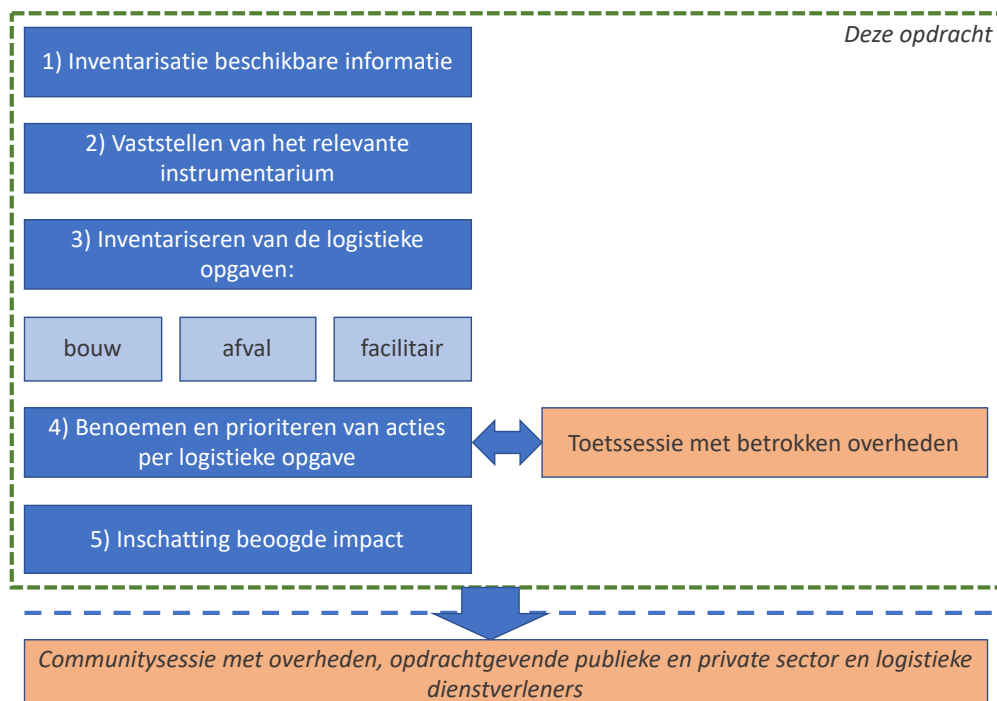 Deze opdracht
1) Inventarisatie beschikbare informatie
2) Vaststellen van het relevante
instrumentarium
3) Inventariseren van de logistieke
opgaven:
bouw
afval
facilitair
4) Benoemen en prioriteren van acties
per logistieke opgave
Toetssessie met betrokken overheden
5) Inschatting beoogde impact
Communitysessie met overheden, opdrachtgevende publieke en private sector en logistieke
dienstverleners